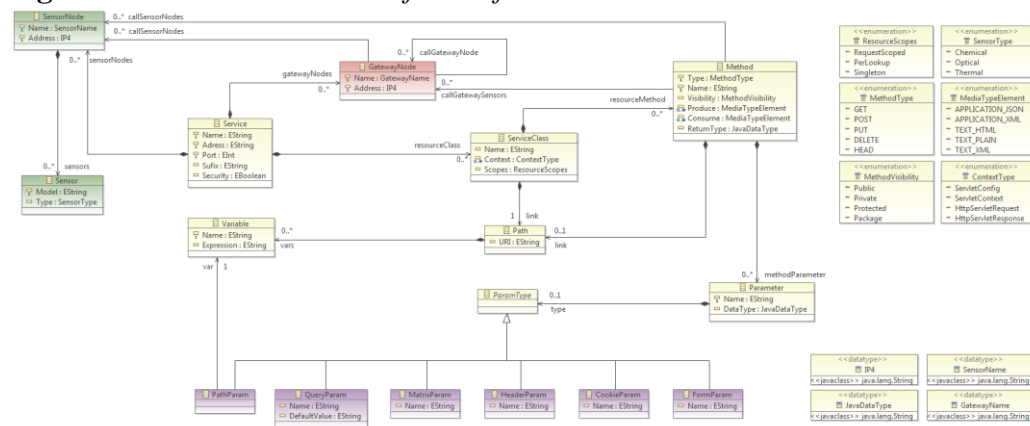 SensorNode
Name : SensorName
Address : IP4
0..* callSensorNodes
0..* callSensorNodes
0..* sensorNodes
0..*
callGatewayNode
GatewayNode
Name : GatewayName
Address : IP4
gatewayNodes
0..*
0..*
callGatewaySensors
Method
Type : MethodType
Name : EString
Visibility : MethodVisibility
Produce : MediaTypeElement
Consume : MediaTypeElement
ReturnType : JavaDataType
resourceMethod
0..*
Service
Name : EString
Adress : EString
Port : EInt
Sufix : EString
Security : EBoolean
resourceClass
0..*
ServiceClass
Name : EString
Context : ContextType
Scopes : ResourceScopes
0..* sensors
Sensor
Model : EString
Type : SensorType
1 link
Variable
Name : EString
Expression : EString
0..*
vars
Path
URI : EString
0..1
link
var 1
0..* methodParameter
ParamType
0..1
type
Parameter
Name : EString
DataType : JavaDataType
PathParam
QueryParam
Name : EString
DefaultValue : EString
MatrixParam
Name : EString
HeaderParam
Name : EString
CookieParam
Name : EString
FormParam
Name : EString
<<enumeration>>
ResourceScopes
RequestScoped
PerLookup
Singleton
<<enumeration>>
SensorType
Chemical
Optical
Thermal
<<enumeration>>
MethodType
GET
POST
PUT
DELETE
HEAD
<<enumeration>>
MediaTypeElement
APPLICATION_JSON
APPLICATION_XML
TEXT_HTML
TEXT_PLAIN
TEXT_XML
<<enumeration>>
MethodVisibility
Public
Private
Protected
Package
<<enumeration>>
ContextType
ServletConfig
ServletContext
HttpServletRequest
HttpServletResponse
<<datatype>>
IP4
<<javaclass>> java.lang.String
<<datatype>>
SensorName
<<javaclass>> java.lang.String
<<datatype>>
JavaDataType
<<javaclass>> java.lang.String
<<datatype>>
GatewayName
<<javaclass>> java.lang.String